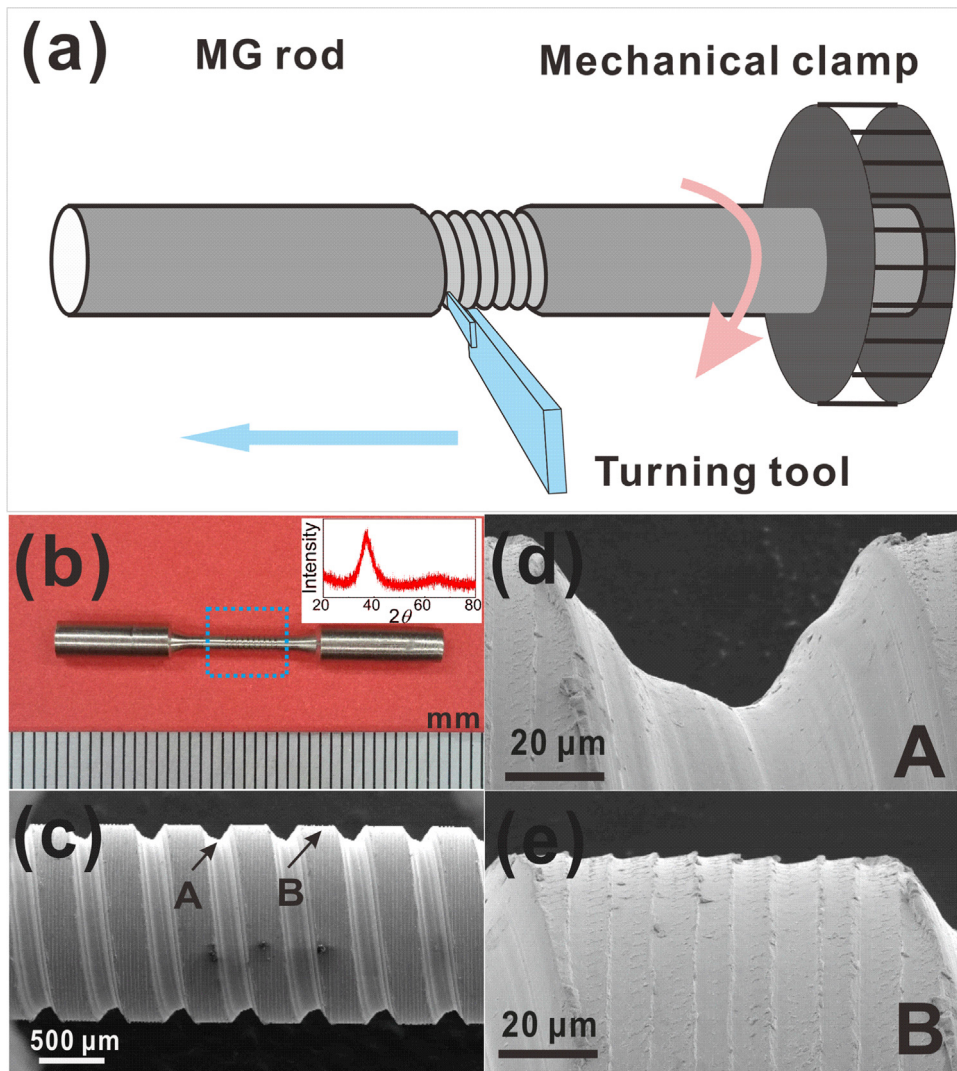 (a)
MG rod
Mechanical clamp
Turning tool
(b)
Intensity
20 40 60 80
2θ
mm
(c)
A
B
500 μm
(d)
20 μm
A
(e)
20 μm
B